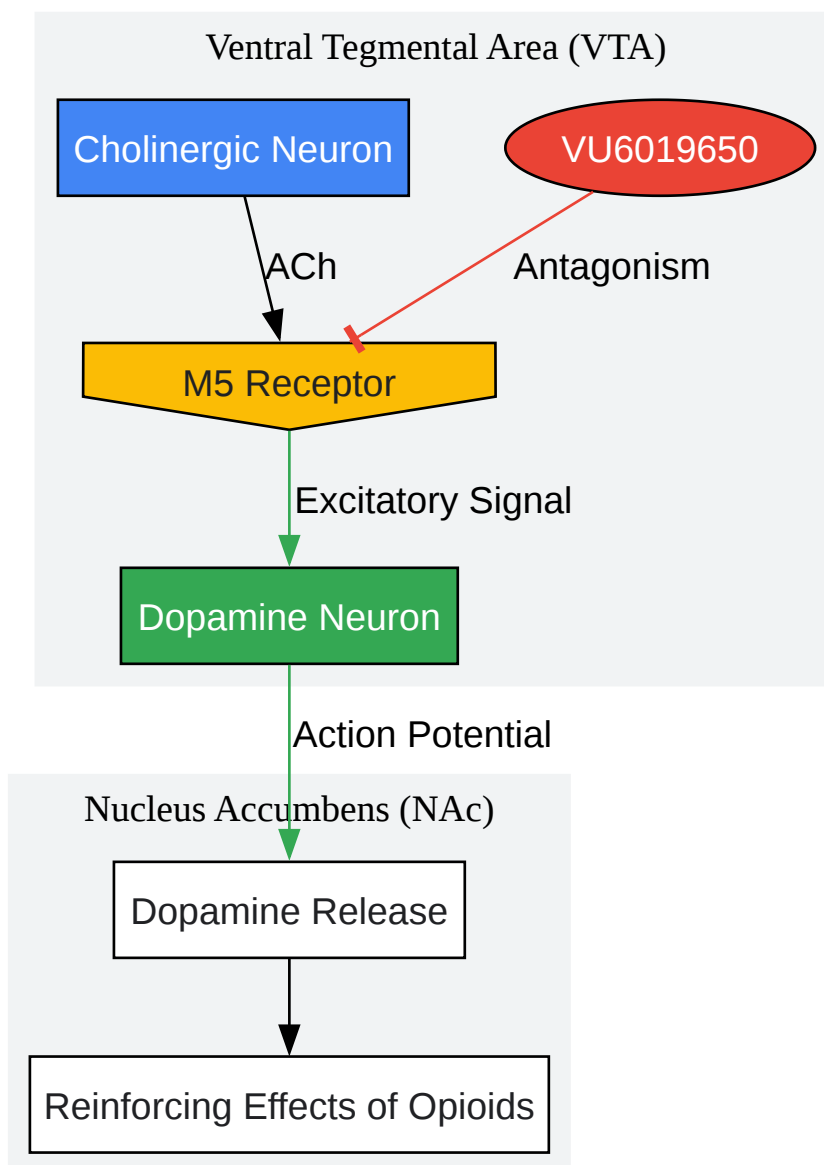 Ventral Tegmental Area (VTA)
Cholinergic Neuron
VU6019650
ACh
Antagonism
M5 Receptor
Excitatory Signal
Dopamine Neuron
Action Potential
Nucleus Accumbens (NAc)
Dopamine Release
Reinforcing Effects of Opioids